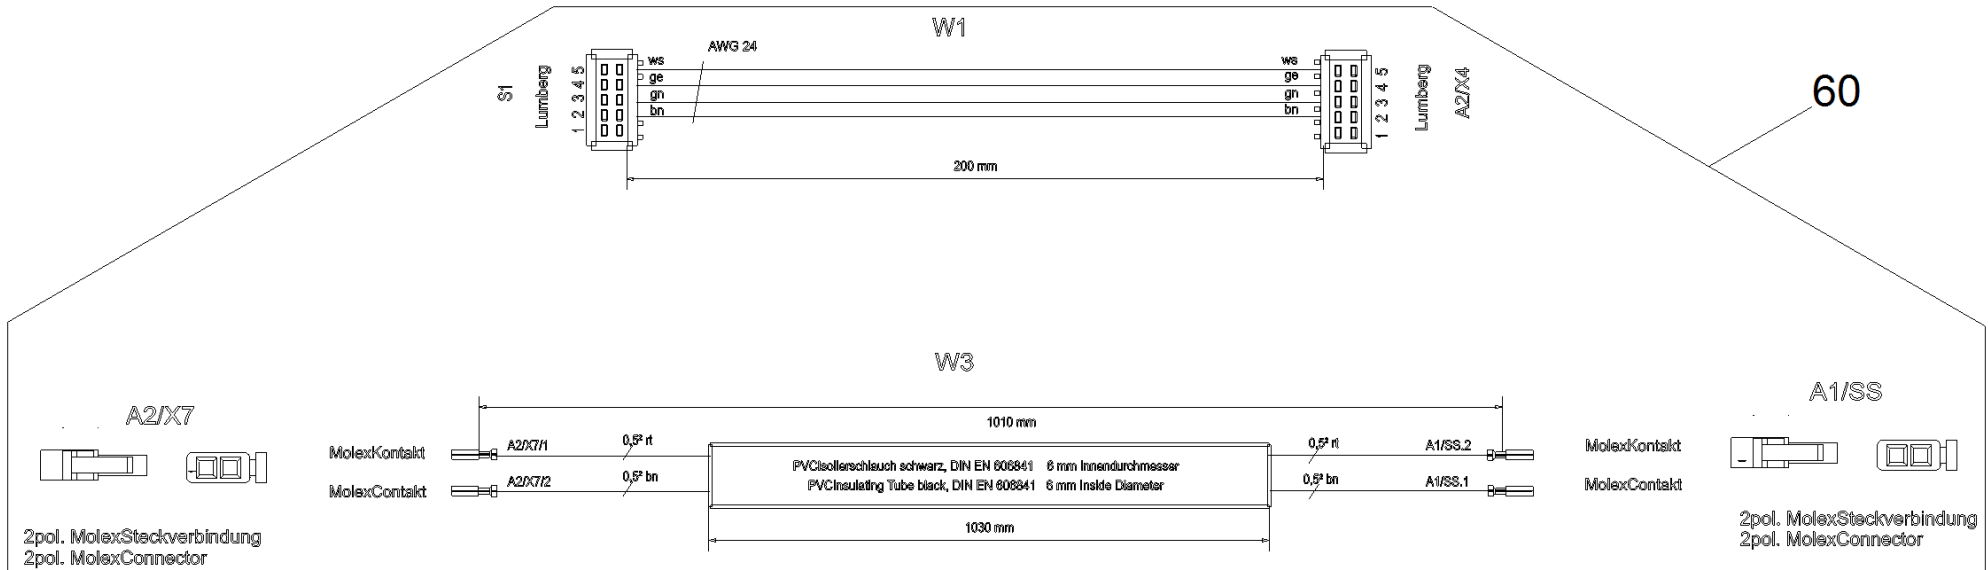 W1
AWG 24
60
S1
Lumberg
1 2 3 4 5
ws
ge
gn
bn
ws
ge
gn
bn
1 2 3 4 5
Lumberg
A2/X4
200 mm
W3
A2/X7
A1/SS
1010 mm
MolexKontakt
A2/X7/1
0,5² rt
0,5² rt
A1/SS.2
MolexKontakt
PVCIsolierschlauch schwarz, DIN EN 606841 6 mm Innendurchmesser
MolexContakt
A2/X7/2
0,5² bn
PVCInsulating Tube black, DIN EN 606841 6 mm Inside Diameter
0,5² bn
A1/SS.1
MolexContakt
1030 mm
2pol. MolexSteckverbindung
2pol. MolexConnector
2pol. MolexSteckverbindung
2pol. MolexConnector